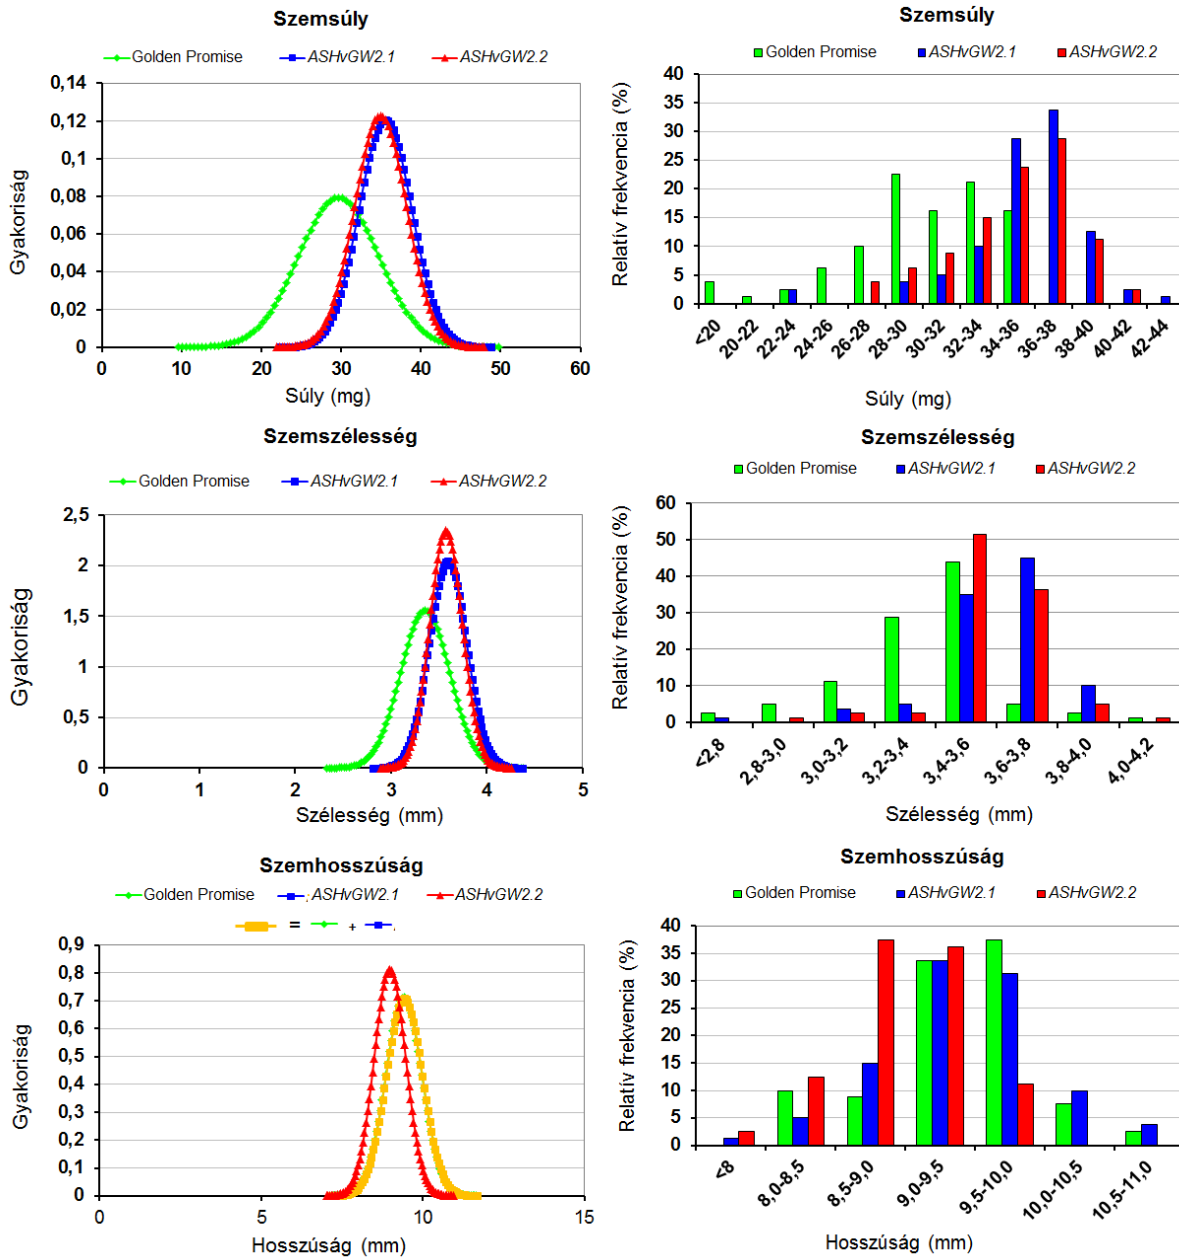 Szemsúly
Golden Promise ASHvGW2.1 ASHvGW2.2
0,14
0,12
0,1
0,08
0,06
0,04
0,02
0
0 10 20 30 40 50 60
Gyakoriság
Súly (mg)
Szemsúly
Golden Promise ASHvGW2.1 ASHvGW2.2
40
35
30
25
20
15
10
5
0
Relatív frekvencia (%)
<20 20-22 22-24 24-26 26-28 28-30 30-32 32-34 34-36 36-38 38-40 40-42 42-44
Súly (mg)
Szemszélesség
Golden Promise ASHvGW2.1 ASHvGW2.2
2,5
2
1,5
1
0,5
0
0 1 2 3 4 5
Gyakoriság
Szélesség (mm)
Szemszélesség
Golden Promise ASHvGW2.1 ASHvGW2.2
60
50
40
30
20
10
0
Relatív frekvencia (%)
<2,8 2,8-3,0 3,0-3,2 3,2-3,4 3,4-3,6 3,6-3,8 3,8-4,0 4,0-4,2
Szélesség (mm)
Szemhosszúság
Golden Promise ASHvGW2.1 ASHvGW2.2
= +
0,9
0,8
0,7
0,6
0,5
0,4
0,3
0,2
0,1
0
0 5 10 15
Gyakoriság
Hosszúság (mm)
Szemhosszúság
Golden Promise ASHvGW2.1 ASHvGW2.2
40
35
30
25
20
15
10
5
0
Relatív frekvencia (%)
<8 8,0-8,5 8,5-9,0 9,0-9,5 9,5-10,0 10,0-10,5 10,5-11,0
Hosszúság (mm)